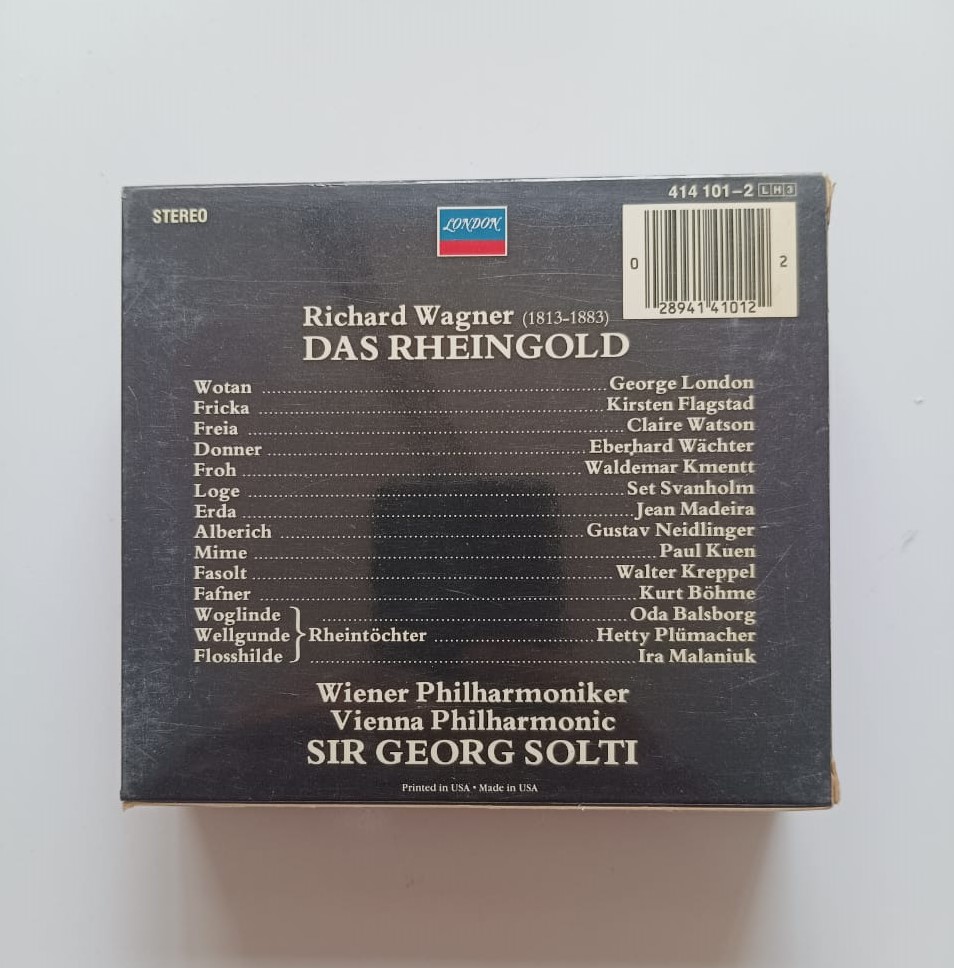 414 101-2 LH3
STEREO
LONDON
0 28941 41012 2
Richard Wagner (1813-1883)
DAS RHEINGOLD
Wotan ........ George London
Fricka ........ Kirsten Flagstad
Freia ........ Claire Watson
Donner ........ Eberhard Wächter
Froh ........ Waldemar Kmentt
Loge ........ Set Svanholm
Erda ........ Jean Madeira
Alberich ........ Gustav Neidlinger
Mime ........ Paul Kuen
Fasolt ........ Walter Kreppel
Fafner ........ Kurt Böhme
Woglinde ........ Oda Balsborg
Wellgunde } Rheintöchter ........ Hetty Plümacher
Flosshilde ........ Ira Malaniuk
Wiener Philharmoniker
Vienna Philharmonic
SIR GEORG SOLTI
Printed in USA • Made in USA